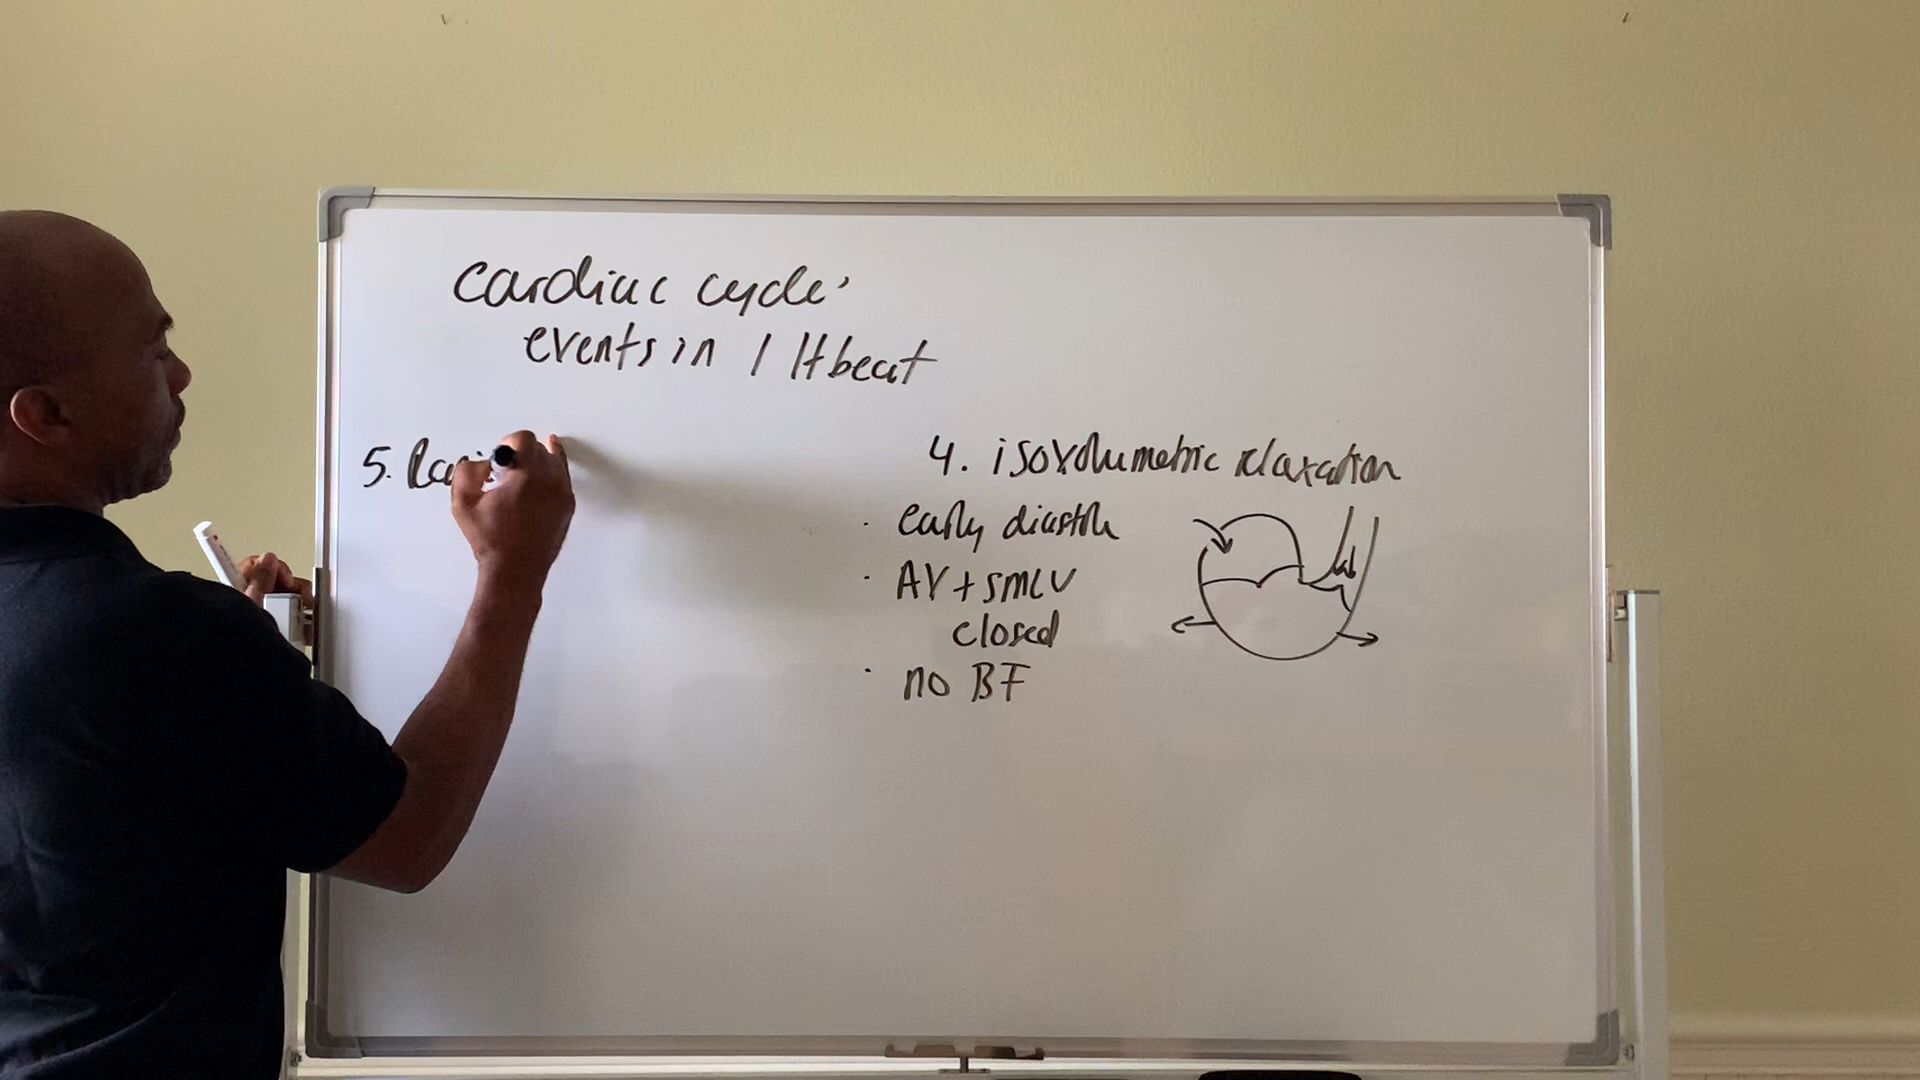 cardiac cycle:
events in 1 Htbeat
5.
4. isovolumetric relaxation
· early diastole
· AV + SMLV
closed
· no BF